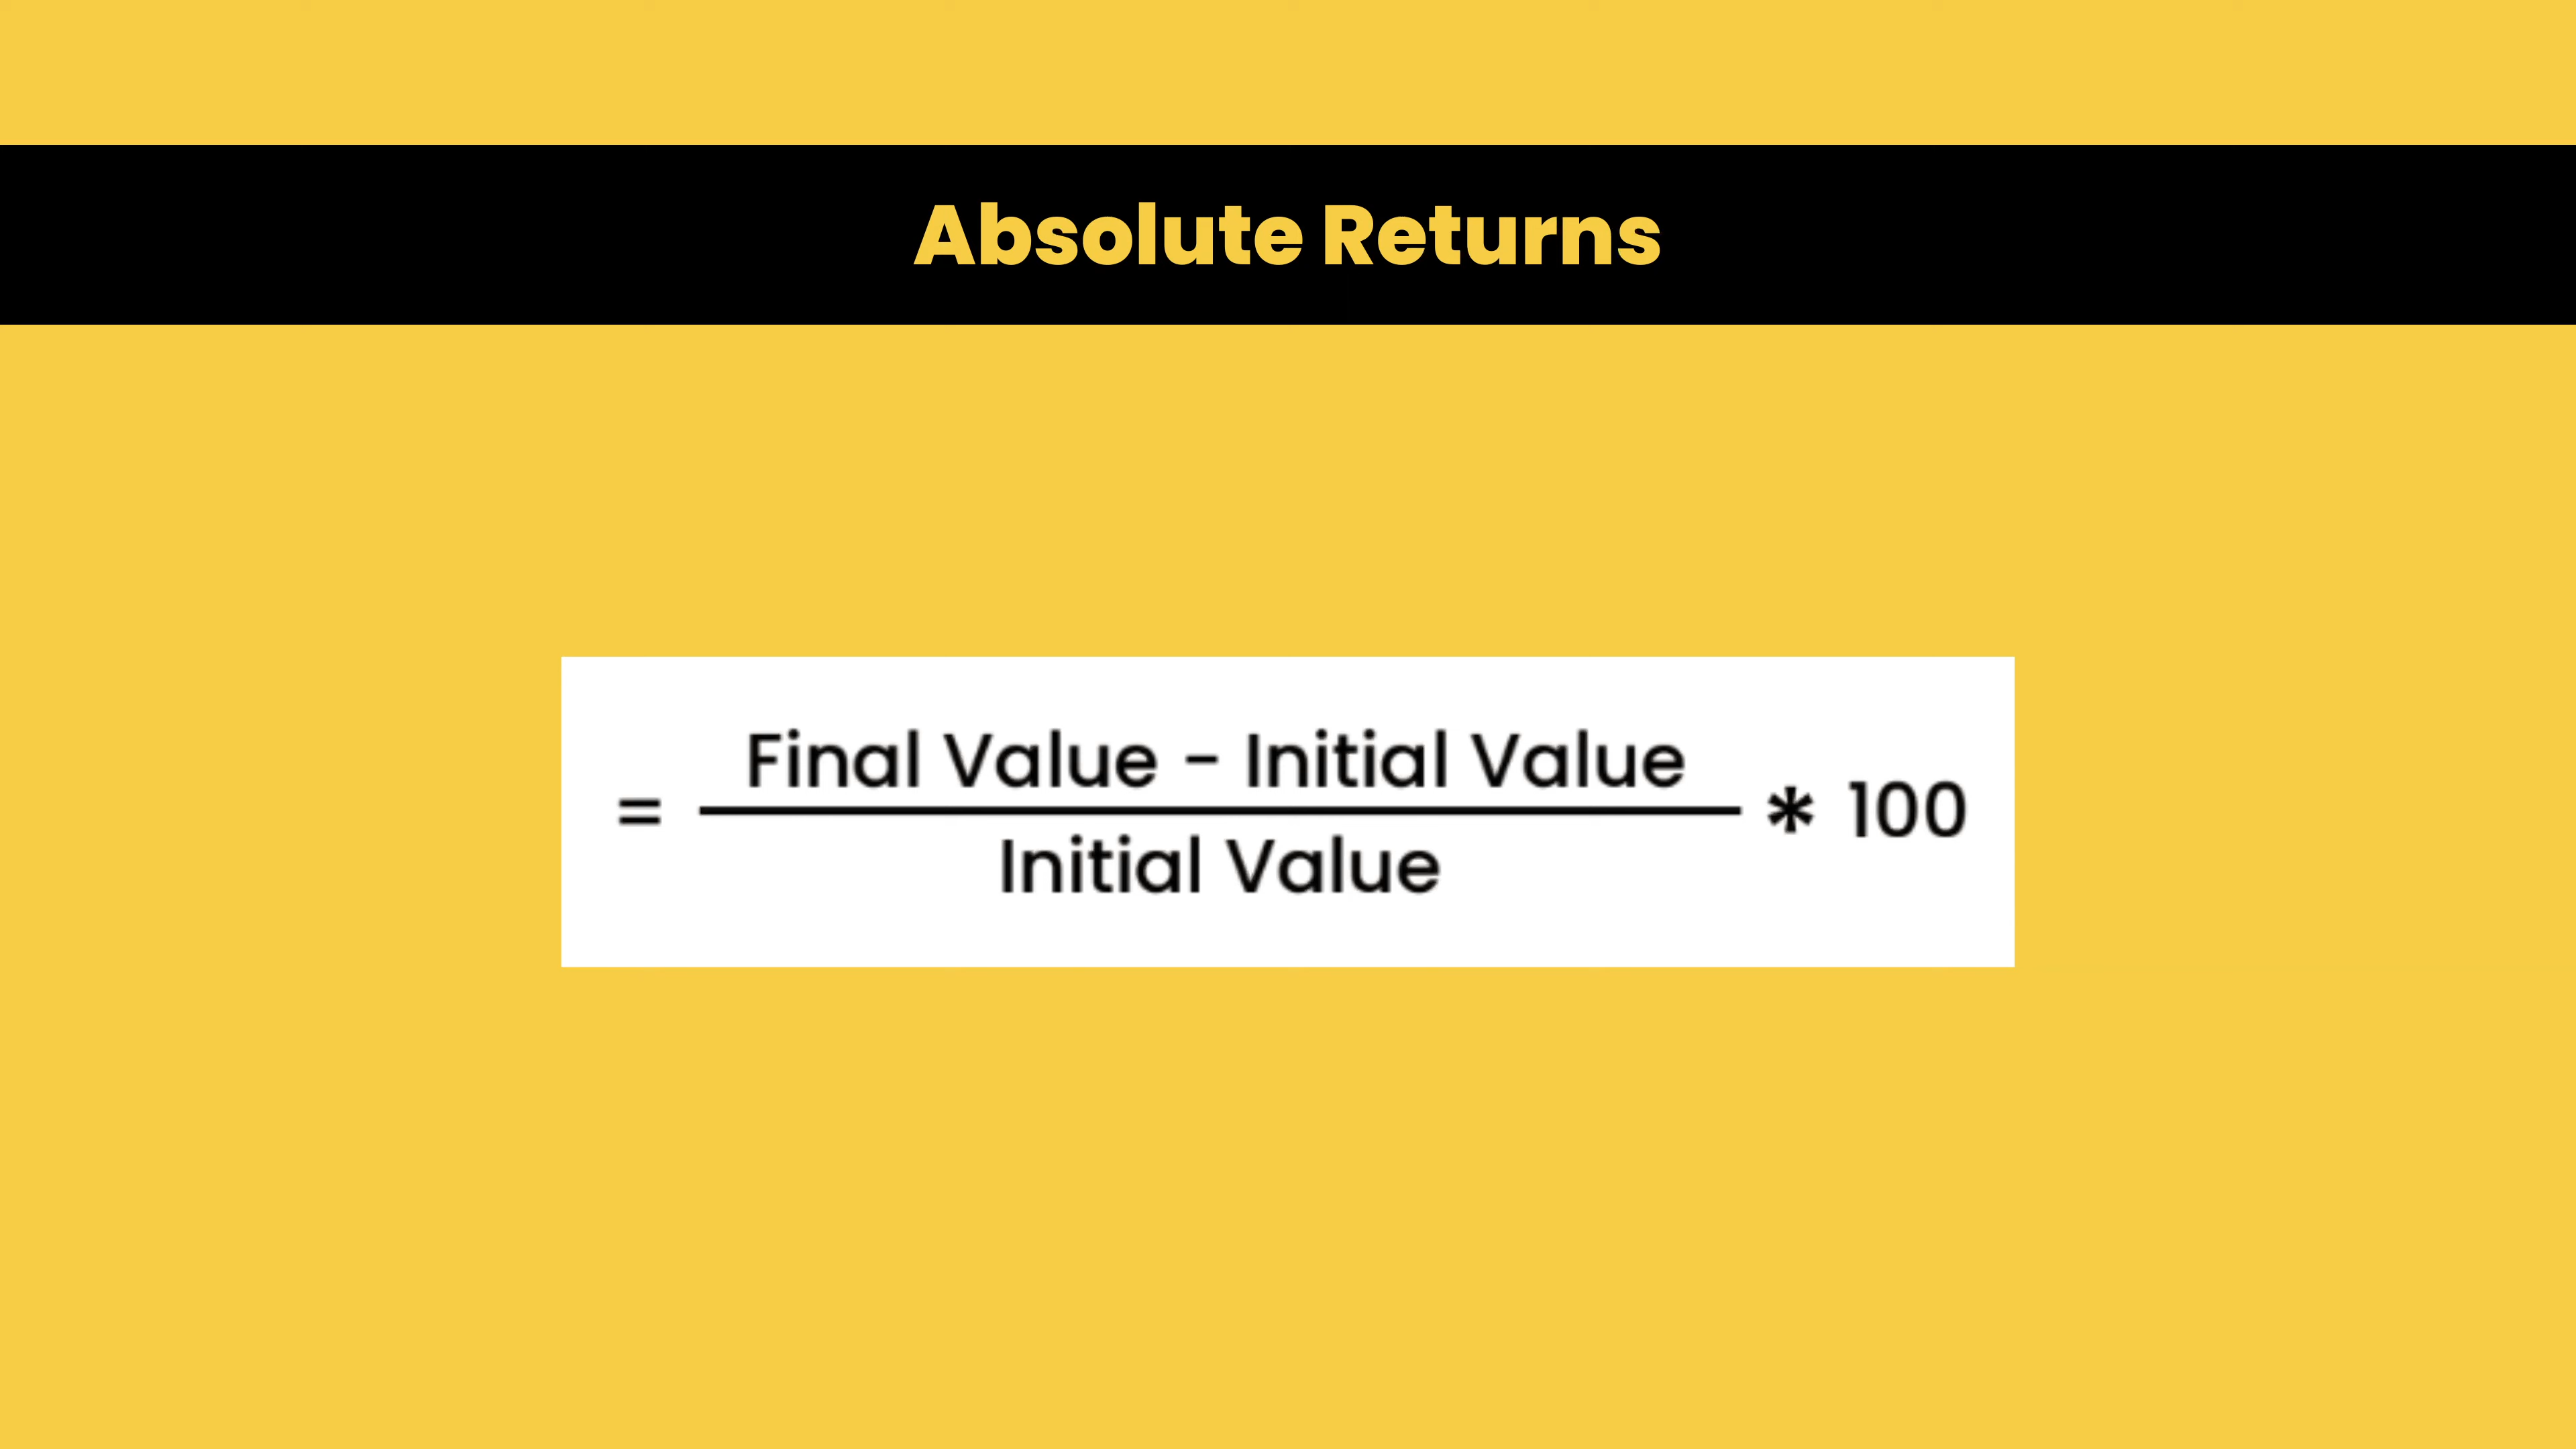 Absolute Returns
Final Value - Initial Value
= * 100
Initial Value